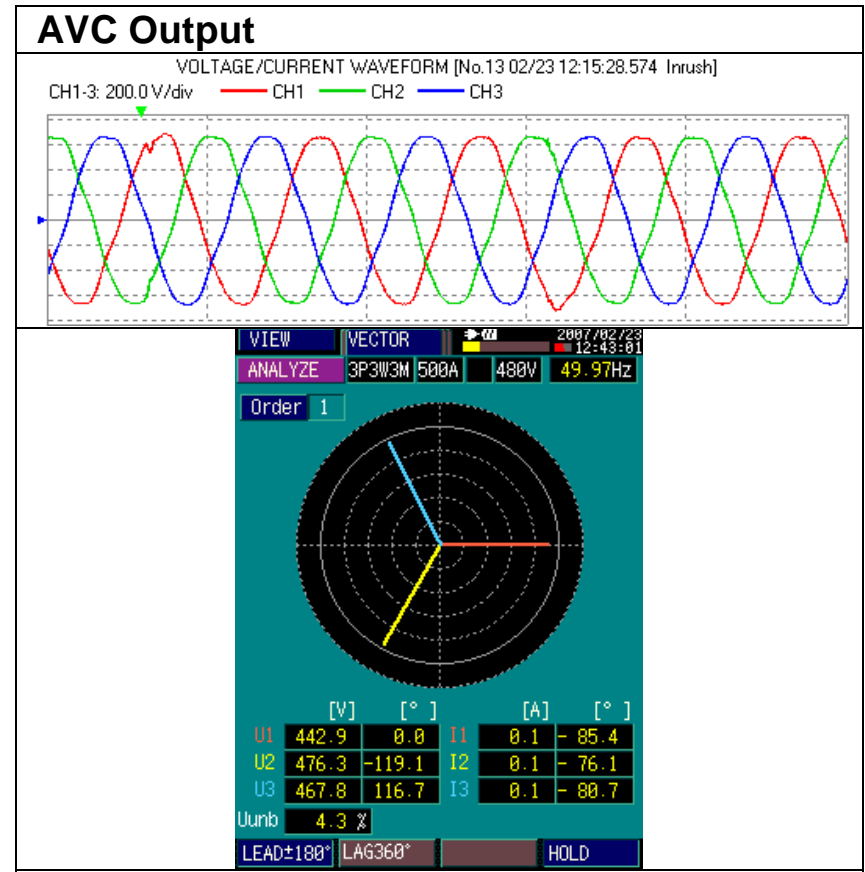 AVC Output
VOLTAGE/CURRENT WAVEFORM [No.13 02/23 12:15:28.574 Inrush]
CH1-3: 200.0 V/div CH1 CH2 CH3
VIEW VECTOR 2007/02/23
12:43:01
ANALYZE 3P3W3M 500A 480V 49.97Hz
Order 1
[V] [° ] [A] [° ]
U1 442.9 0.0 I1 0.1 - 85.4
U2 476.3 -119.1 I2 0.1 - 76.1
U3 467.8 116.7 I3 0.1 - 80.7
Uunb 4.3 %
LEAD±180° LAG360° HOLD